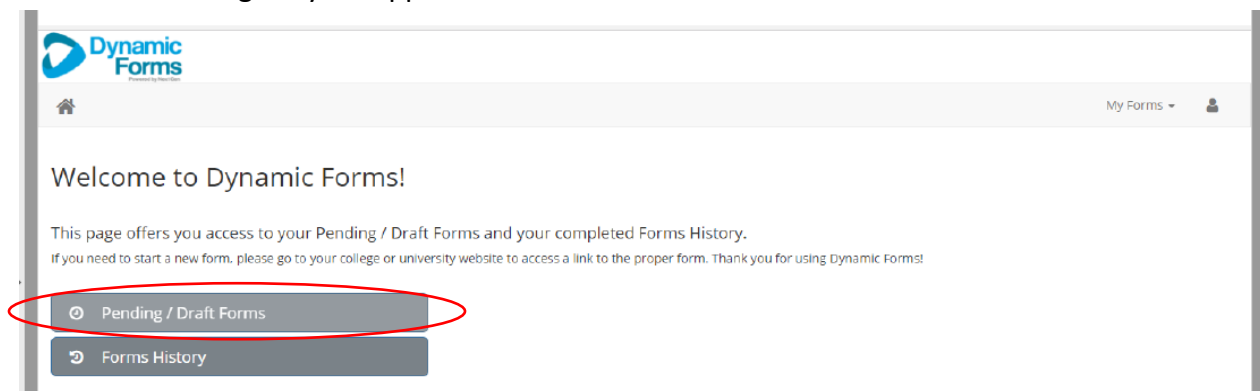 Dynamic
Forms
My Forms
Welcome to Dynamic Forms!
This page offers you access to your Pending / Draft Forms and your completed Forms History.
If you need to start a new form, please go to your college or university website to access a link to the proper form. Thank you for using Dynamic Forms!
Pending / Draft Forms
Forms History